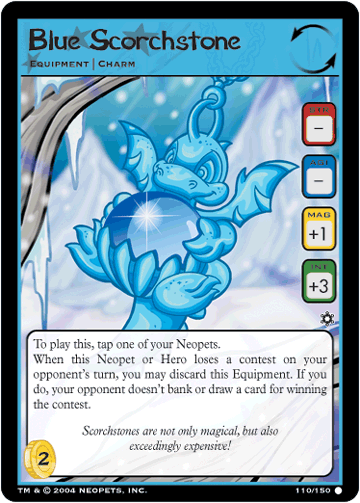 Blue Scorchstone
Equipment | Charm
STR
–
AGI
–
MAG
+1
INT
+3
To play this, tap one of your Neopets.
When this Neopet or Hero loses a contest on your
opponent's turn, you may discard this Equipment. If you
do, your opponent doesn't bank or draw a card for winning
the contest.
Scorchstones are not only magical, but also
exceedingly expensive!
2
TM & © 2004 NEOPETS, INC.
110/150